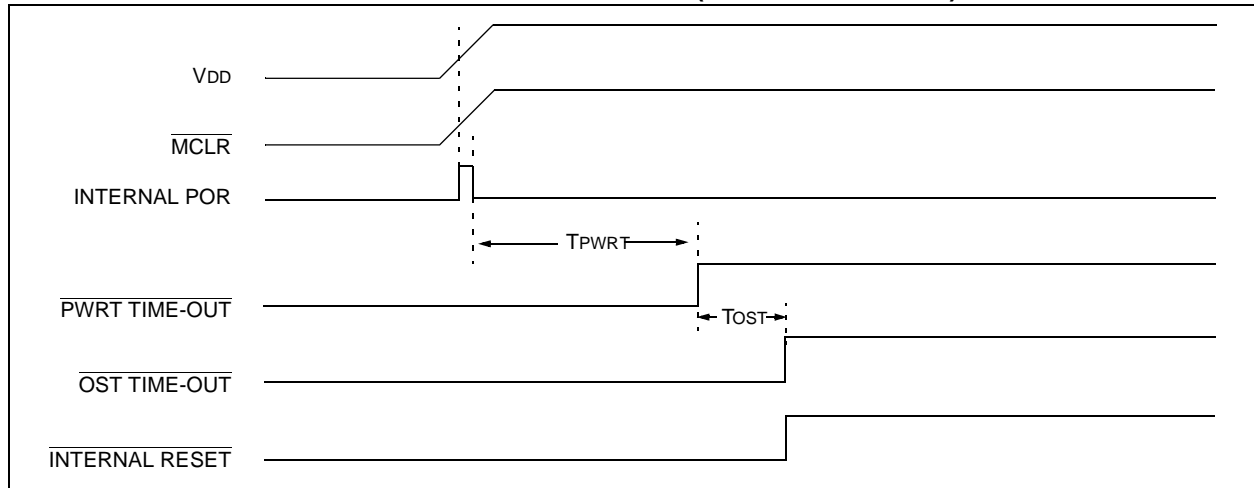 VDD
MCLR
INTERNAL POR
TPWRT
PWRT TIME-OUT
TOST
OST TIME-OUT
INTERNAL RESET